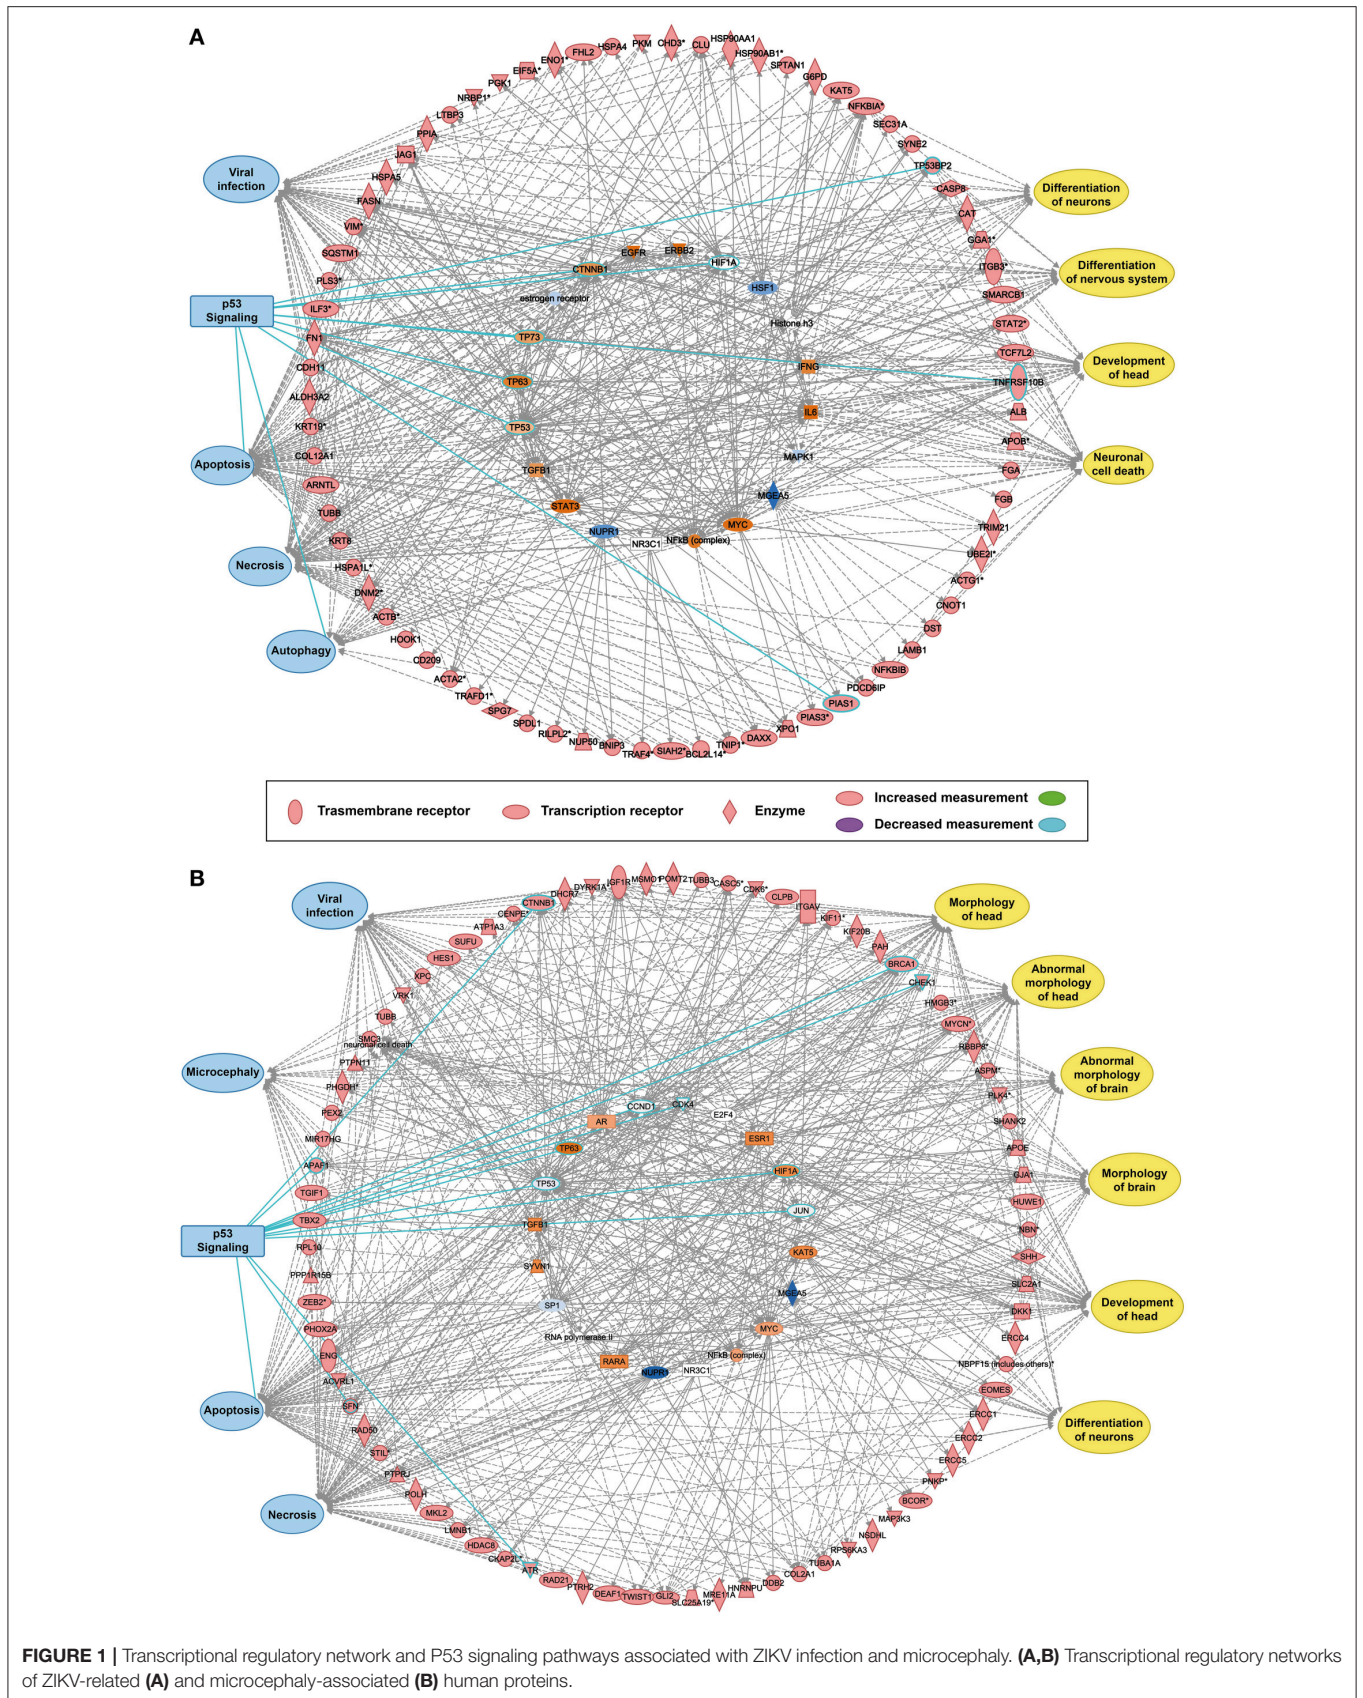 A
HSPA4
PKM
CHD3*
CLU
HSP90AA1
HSP90AB1*
SPTAN1
G6PD
KAT5
NFKBIA*
SEC31A
SYNE2
TP53BP2
CASP8
CAT
GGA1*
ITGB3*
SMARCB1
STAT2*
TCF7L2
TNFRSF10B
ALB
APOB*
FGA
FGB
TRIM21
UBE2I*
ACTG1*
CNOT1
DST
LAMB1
NFKBIB
PDCD6IP
PIAS1
PIAS3*
XPO1
DAXX
TNIP1*
BCL2L14*
SIAH2*
TRAF4*
BNIP3
NUP50
RILPL2*
SPDL1
SPG7
TRAFD1*
ACTA2*
CD209
HOOK1
ACTB*
DNM2*
HSPA1L*
KRT8
TUBB
ARNTL
COL12A1
KRT19*
ALDH3A2
CDH11
FN1
ILF3*
PLS3*
SQSTM1
VIM*
FASN
HSPA5
JAG1
PPIA
LTBP3
NRBP1*
PGK1
EIF5A*
ENO1*
FHL2
Viral
infection
p53
Signaling
Apoptosis
Necrosis
Autophagy
EGFR
ERBB2
HIF1A
HSF1
Histone h3
IFNG
IL6
MAPK1
MGEA5
MYC
NFkB (complex)
NR3C1
NUPR1
STAT3
TGFB1
TP53
TP63
TP73
estrogen receptor
CTNNB1
Differentiation
of neurons
Differentiation
of nervous system
Development
of head
Neuronal
cell death
Trasmembrane receptor
Transcription receptor
Enzyme
Increased measurement
Decreased measurement
B
CTNNB1
DHCR7
DYRK1A*
IGF1R
MSMO1
POMT2
TUBB3
CASC5*
CDK6*
CLPB
ITGAV
KIF11*
KIF20B
PAH
BRCA1
CHEK1
HMGB3*
MYCN*
RBBP8*
ASPM*
PLK4*
SHANK2
APOE
GJA1
HUWE1
NBN*
SHH
SLC2A1
DKK1
ERCC4
NBPF15 (includes others)*
EOMES
ERCC1
ERCC2
ERCC5
PNKP*
BCOR*
MAP3K3
NSDHL
RPS6KA3
TUBA1A
COL2A1
DDB2
HNRNPU
MRE11A
SLC25A19*
GLI2
TWIST1
DEAF1
PTRH2
RAD21
ATR
CKAP2L*
HDAC8
LMNB1
MKL2
POLH
PTPRJ
STIL*
RAD50
SFN
ACVRL1
ENG
PHOX2A
ZEB2*
PPP1R15B
RPL10
TBX2
TGIF1
APAF1
MIR17HG
PEX2
PHGDH*
PTPN11
neuronal cell death
SMC3
TUBB
VRK1
XPC
HES1
SUFU
ATP1A3
CENPE*
Viral
infection
Microcephaly
p53
Signaling
Apoptosis
Necrosis
AR
CCND1
CDK4
E2F4
ESR1
HIF1A
JUN
KAT5
MGEA5
MYC
NFkB (complex)
NR3C1
NUPR1
RARA
RNA polymerase II
SP1
SYVN1
TGFB1
TP53
TP63
Morphology
of head
Abnormal
morphology
of head
Abnormal
morphology
of brain
Morphology
of brain
Development
of head
Differentiation
of neurons
FIGURE 1 | Transcriptional regulatory network and P53 signaling pathways associated with ZIKV infection and microcephaly. (A,B) Transcriptional regulatory networks
of ZIKV-related (A) and microcephaly-associated (B) human proteins.